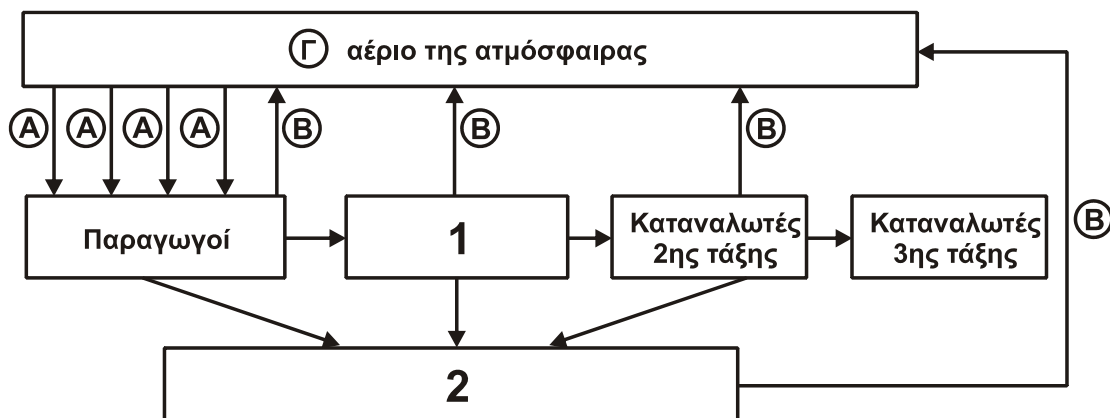 Γ αέριο της ατμόσφαιρας
Α Α Α Α Β Β Β
Παραγωγοί
1
Καταναλωτές
2ης τάξης
Καταναλωτές
3ης τάξης
Β
2